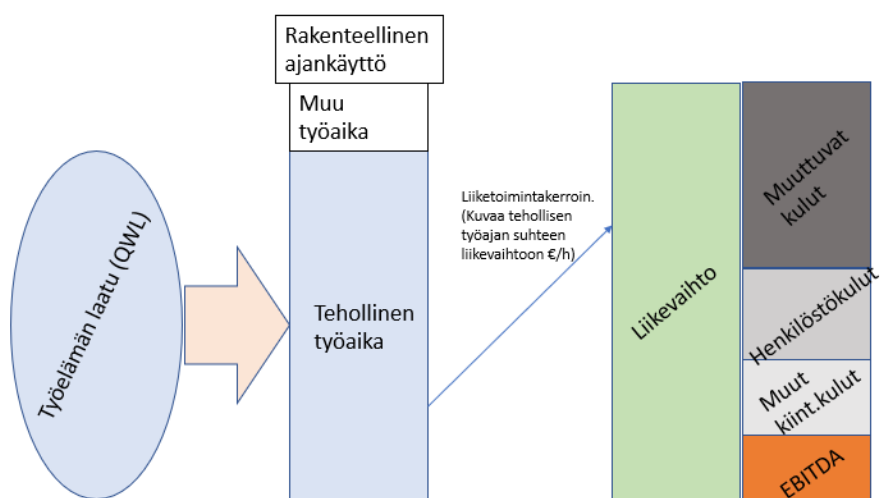 Rakenteellinen
ajankäyttö
Muu
työaika
Työelämän laatu (QWL)
Tehollinen
työaika
Liiketoimintakerroin.
(Kuvaa tehollisen
työajan suhteen
liikevaihtoon €/h)
Liikevaihto
Muuttuvat
kulut
Henkilöstökulut
Muut
kiint.kulut
EBITDA